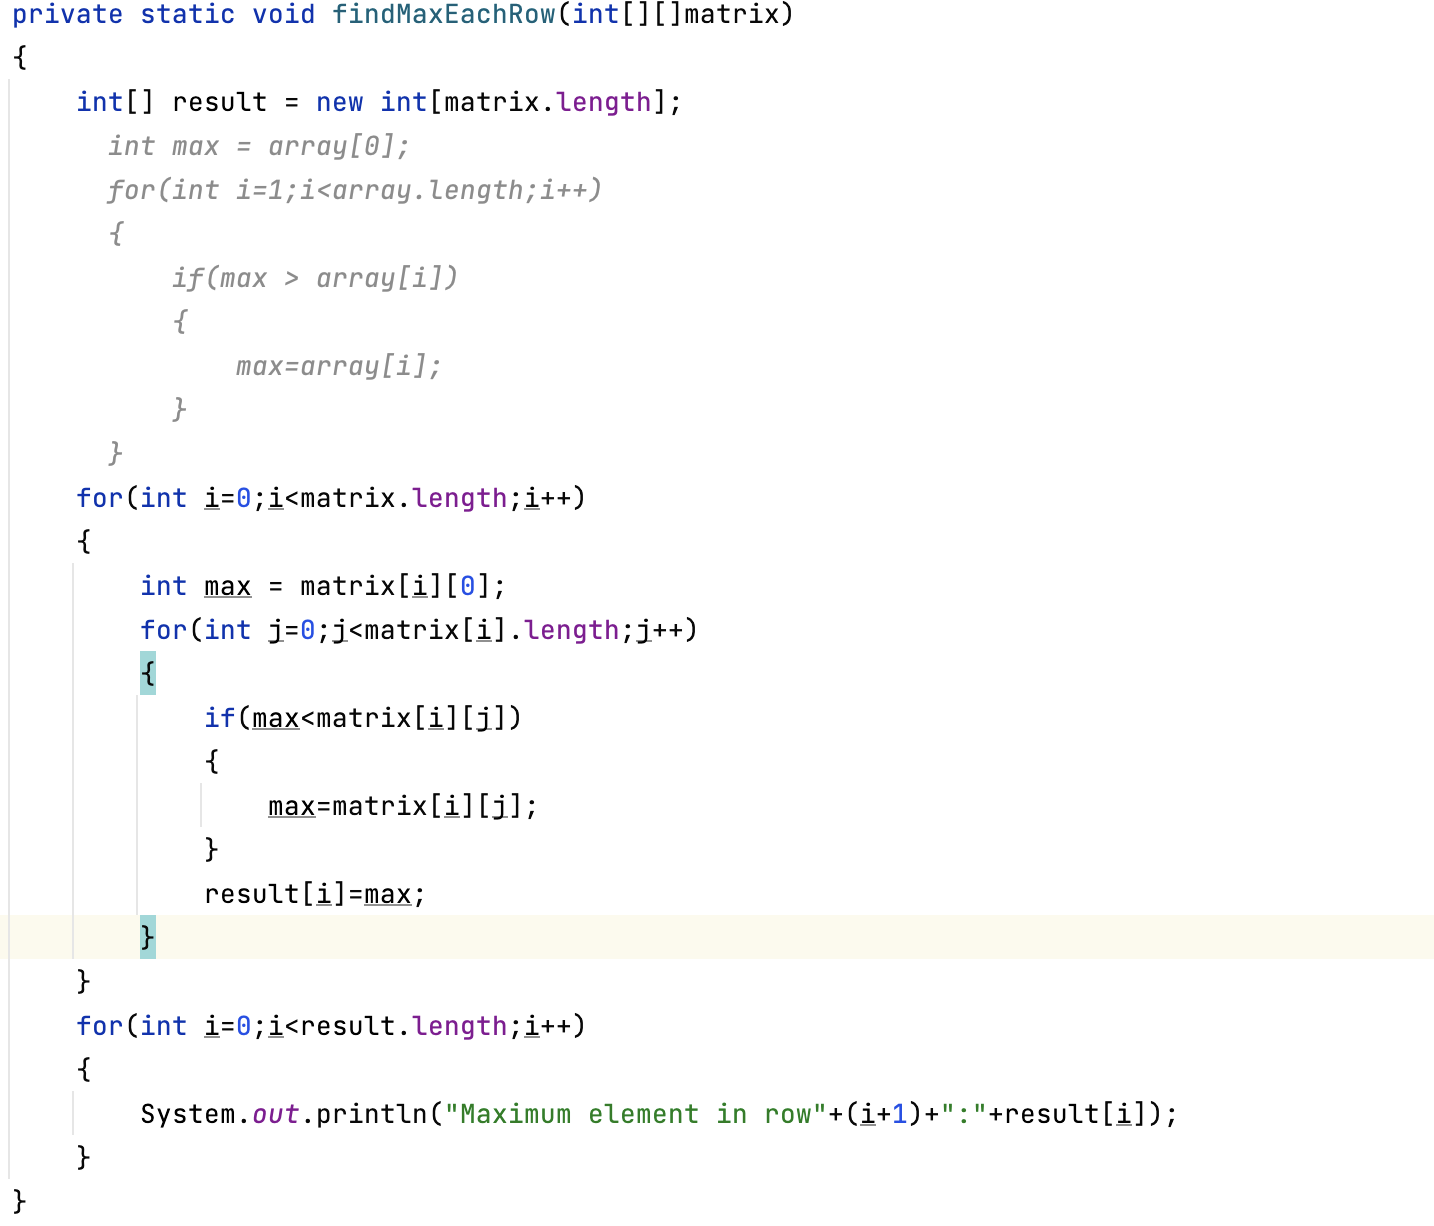 private static void findMaxEachRow(int[][]matrix)
{
    int[] result = new int[matrix.length];
      int max = array[0];
      for(int i=1;i<array.length;i++)
      {
          if(max > array[i])
          {
              max=array[i];
          }
      }
    for(int i=0;i<matrix.length;i++)
    {
        int max = matrix[i][0];
        for(int j=0;j<matrix[i].length;j++)
        {
            if(max<matrix[i][j])
            {
                max=matrix[i][j];
            }
            result[i]=max;
        }
    }
    for(int i=0;i<result.length;i++)
    {
        System.out.println("Maximum element in row"+(i+1)+":"+result[i]);
    }
}